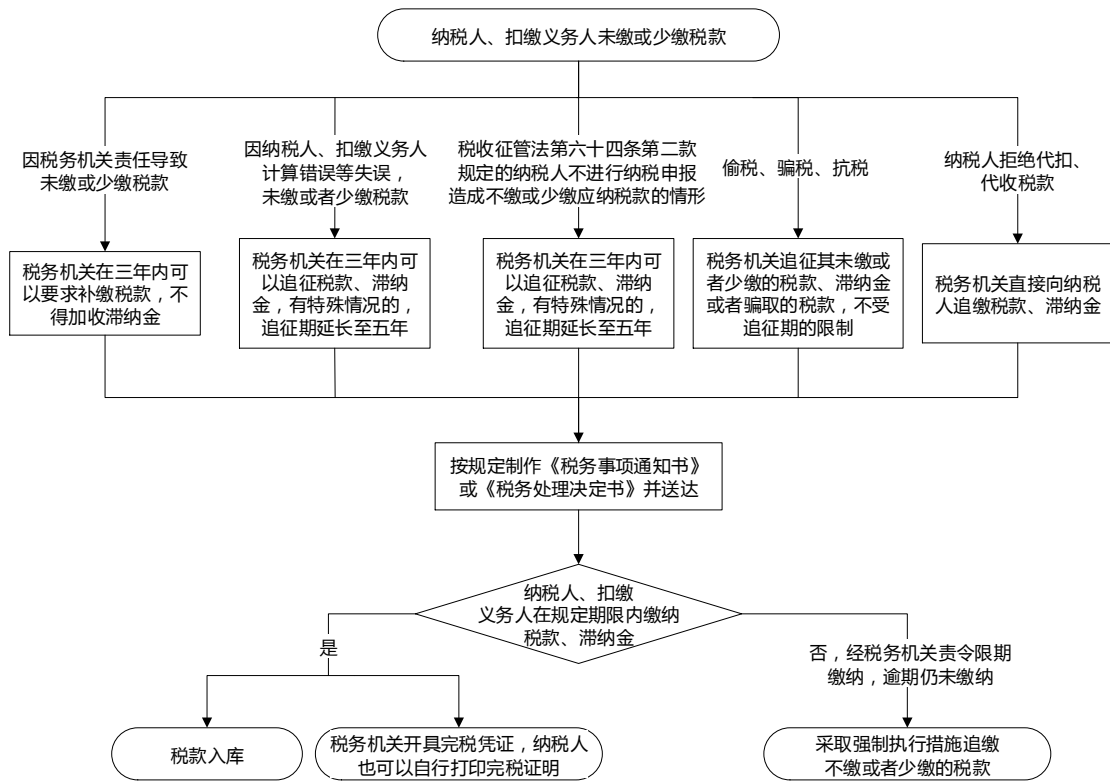 纳税人、扣缴义务人未缴或少缴税款
因税务机关责任导致
未缴或少缴税款
因纳税人、扣缴义务人
计算错误等失误，
未缴或者少缴税款
税收征管法第六十四条第二款
规定的纳税人不进行纳税申报
造成不缴或少缴应纳税款的情形
偷税、骗税、抗税
纳税人拒绝代扣、
代收税款
税务机关在三年内可
以要求补缴税款，不
得加收滞纳金
税务机关在三年内可
以追征税款、滞纳
金，有特殊情况的，
追征期延长至五年
税务机关在三年内可
以追征税款、滞纳
金，有特殊情况的，
追征期延长至五年
税务机关追征其未缴或
者少缴的税款、滞纳金
或者骗取的税款，不受
追征期的限制
税务机关直接向纳税
人追缴税款、滞纳金
按规定制作《税务事项通知书》
或《税务处理决定书》并送达
纳税人、扣缴
义务人在规定期限内缴纳
税款、滞纳金
是
否，经税务机关责令限期
缴纳，逾期仍未缴纳
税款入库
税务机关开具完税凭证，纳税人
也可以自行打印完税证明
采取强制执行措施追缴
不缴或者少缴的税款